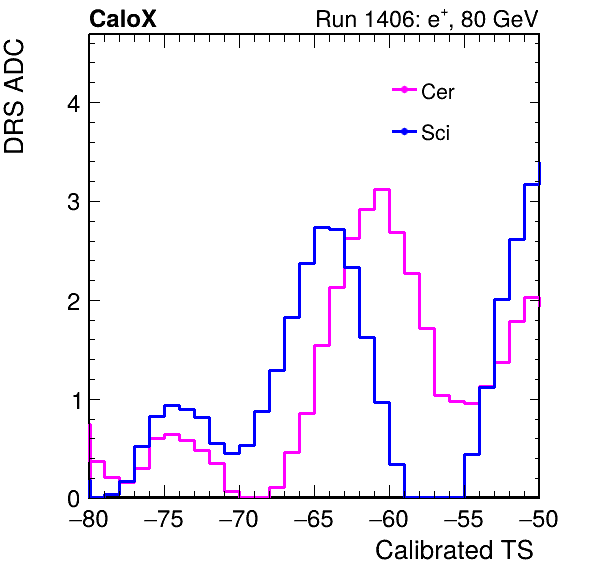 CaloX Run 1406: e⁺, 80 GeV
DRS ADC
Cer
Sci
4
3
2
1
0
−80 −75 −70 −65 −60 −55 −50
Calibrated TS